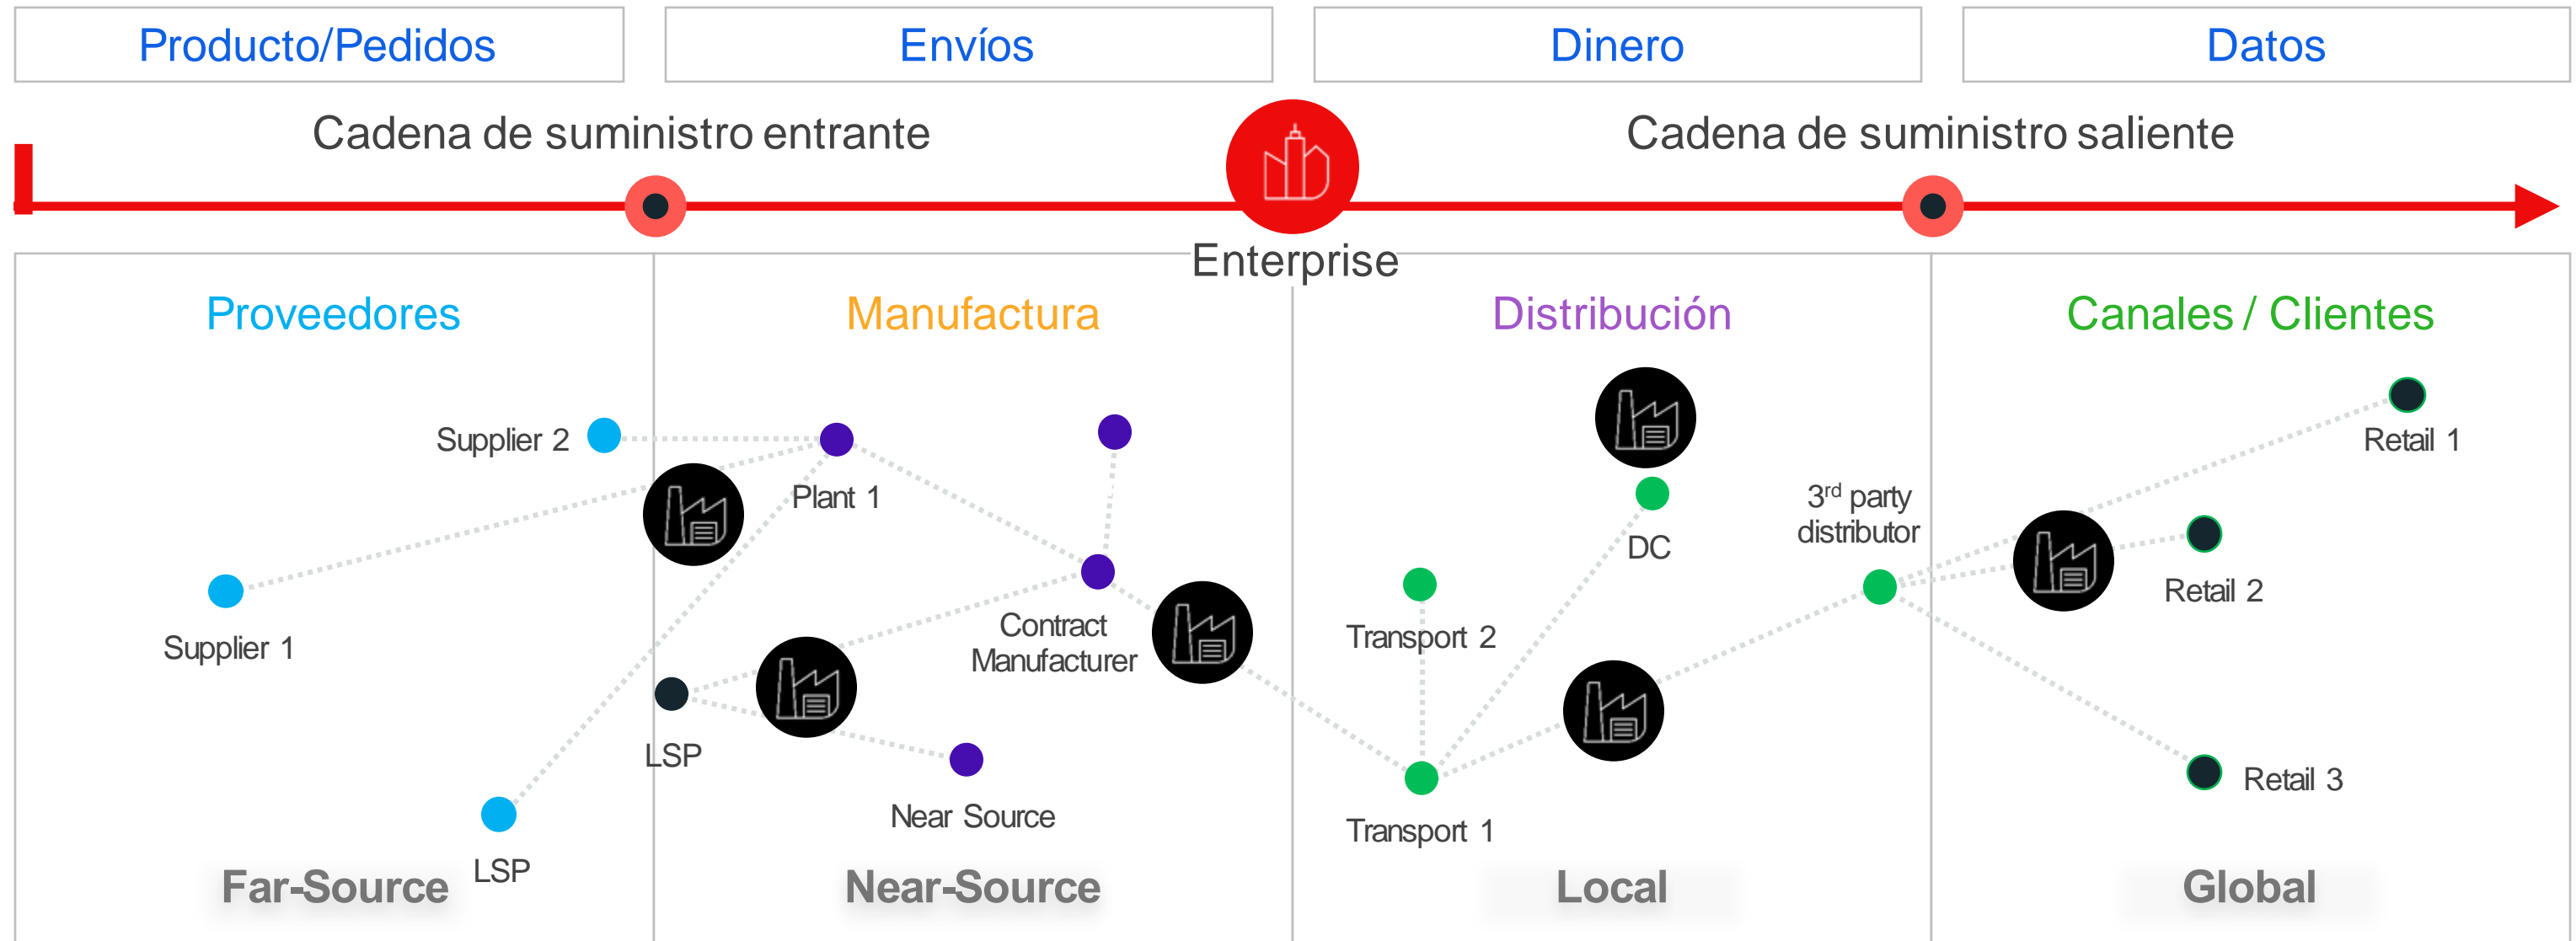 Producto/Pedidos
Envíos
Dinero
Datos
Cadena de suministro entrante
Cadena de suministro saliente
Enterprise
Proveedores
Manufactura
Distribución
Canales / Clientes
Supplier 2
Supplier 1
LSP
Far-Source
Plant 1
Contract
Manufacturer
LSP
Near Source
Near-Source
DC
3rd party
distributor
Transport 2
Transport 1
Local
Retail 1
Retail 2
Retail 3
Global